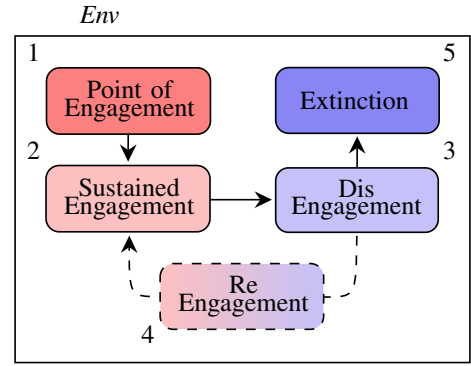 Env
1
Point of
Engagement
5
Extinction
2
Sustained
Engagement
3
Dis
Engagement
Re
Engagement
4